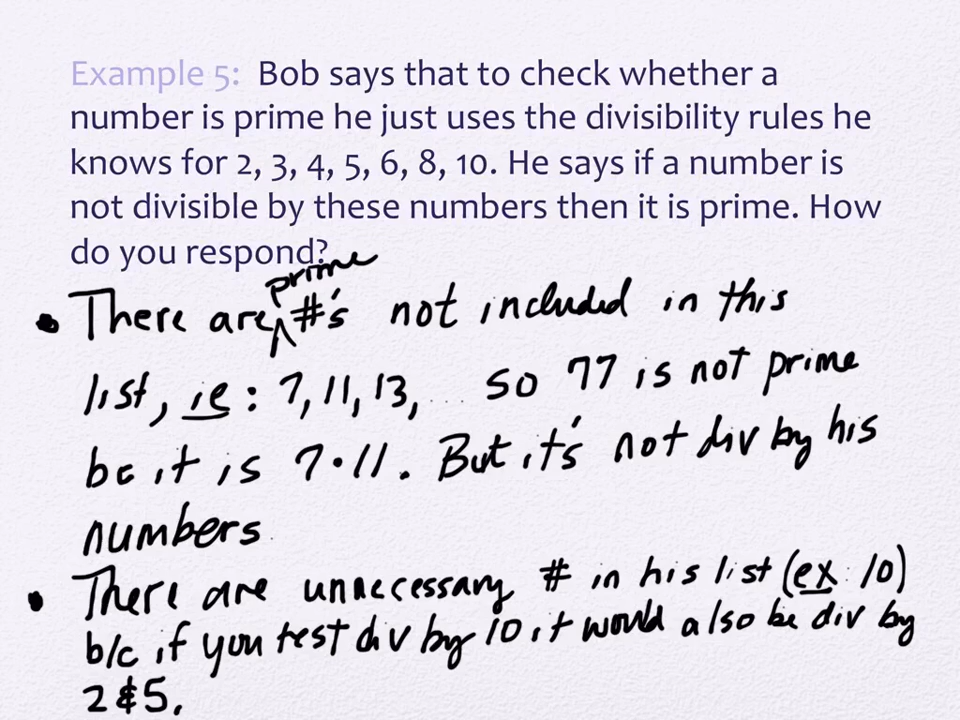 Example 5: Bob says that to check whether a
number is prime he just uses the divisibility rules he
knows for 2, 3, 4, 5, 6, 8, 10. He says if a number is
not divisible by these numbers then it is prime. How
do you respond?
• There are prime #'s not included in this
list, ie: 7, 11, 13, ... so 77 is not prime
bc it is 7·11. But it's not div by his
numbers
• There are unnecessary # in his list (ex: 10)
b/c if you test div by 10 it would also be div by
2 & 5.